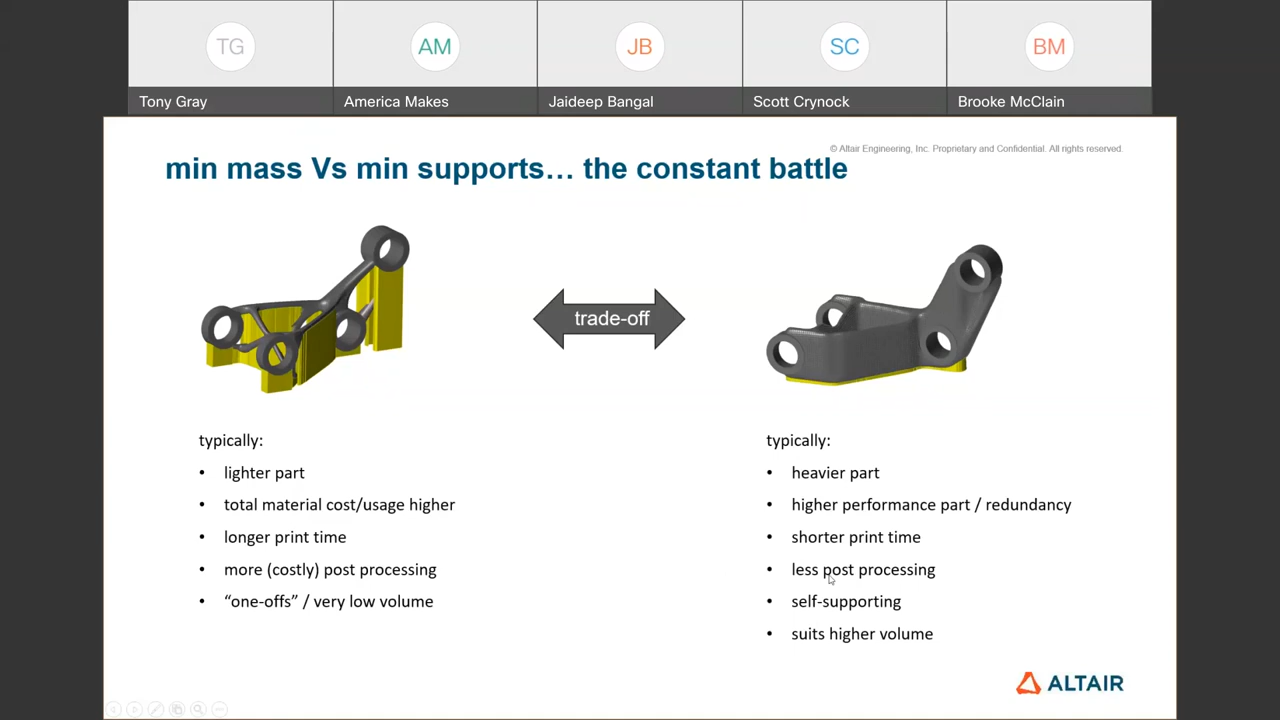 TG
AM
JB
SC
BM
Tony Gray
America Makes
Jaideep Bangal
Scott Crynock
Brooke McClain
© Altair Engineering, Inc. Proprietary and Confidential. All rights reserved.
min mass Vs min supports… the constant battle
trade-off
typically:
• lighter part
• total material cost/usage higher
• longer print time
• more (costly) post processing
• “one-offs” / very low volume
typically:
• heavier part
• higher performance part / redundancy
• shorter print time
• less post processing
• self-supporting
• suits higher volume
ALTAIR